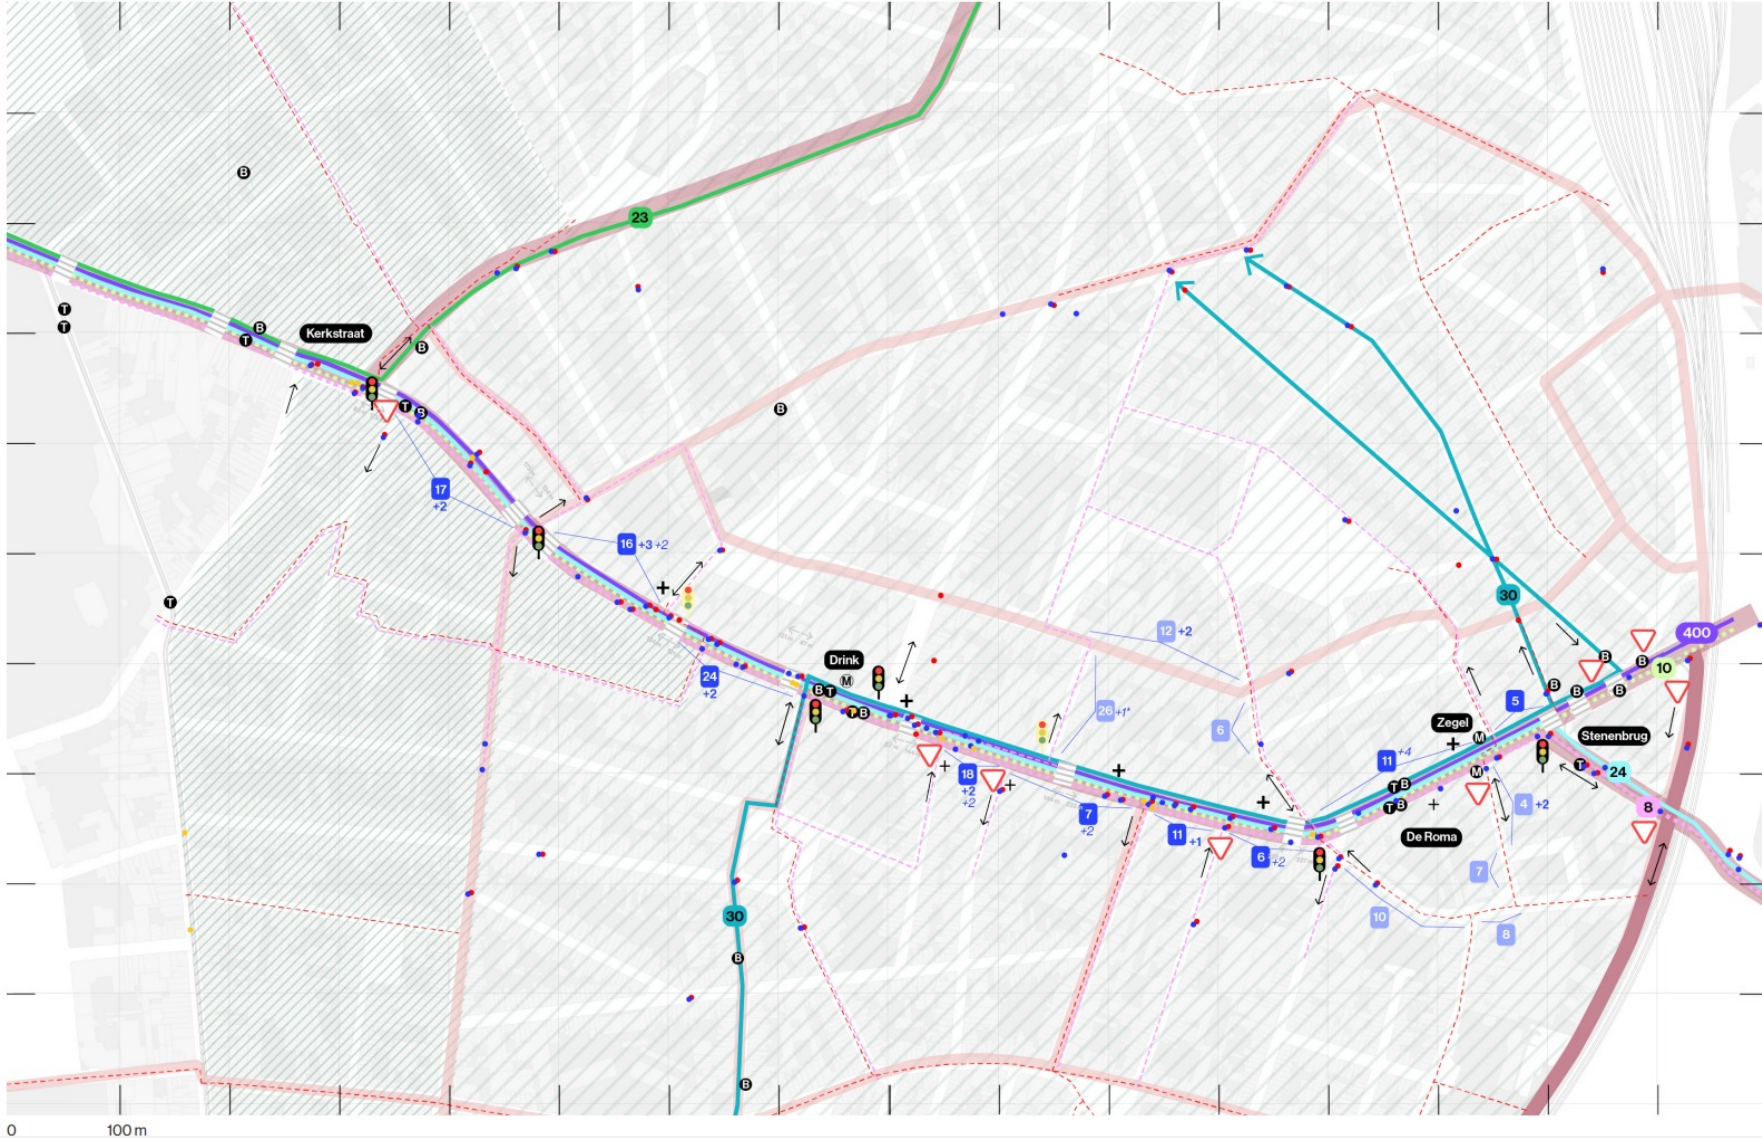 B
23
T
T
B
T
Kerkstraat
B
B
T
B
17
+2
16 +3 +2
T
12 +2
30
400
10
B
B
24
+2
Drink
M
B T
T B
26 +1*
6
5
B
B
B
Zegel
M
Stenenbrug
11 +4
M
T
24
T B
T B
18
+2
+2
7
+2
11 +1
6 +2
De Roma
4 +2
8
7
30
10
8
B
B
0 100 m